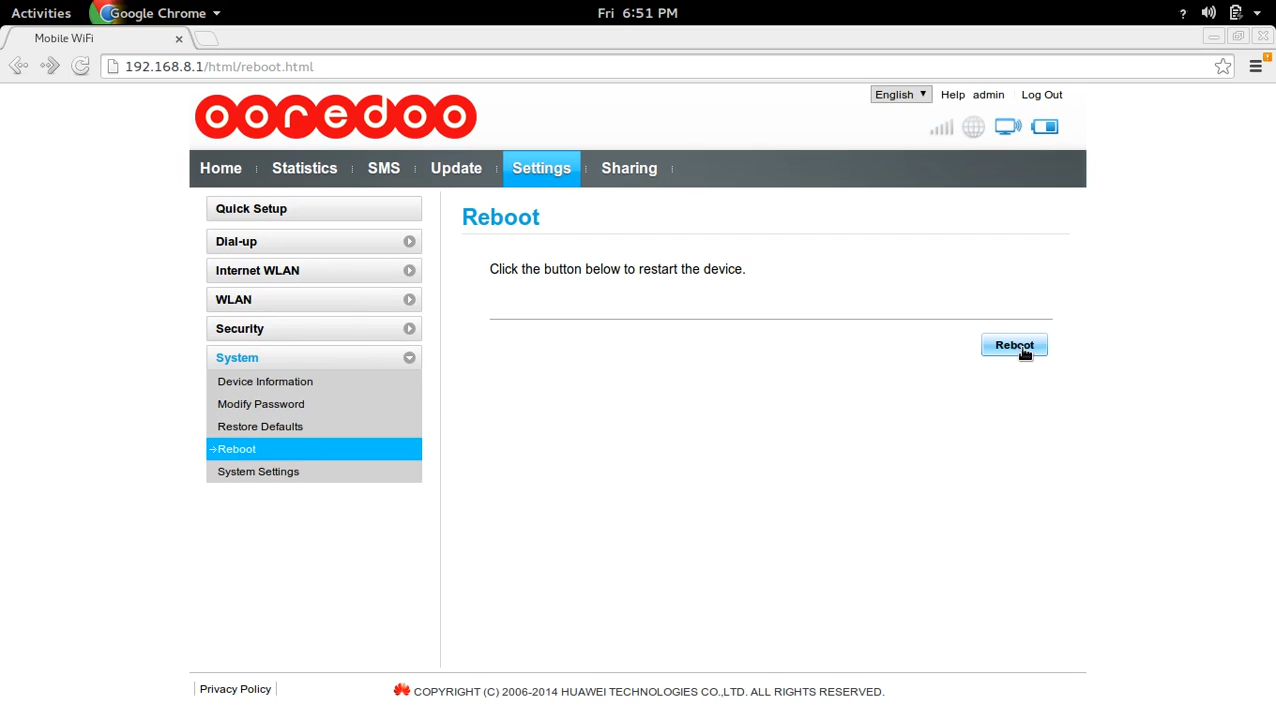 Activities Google Chrome Fri 6:51 PM ?
Mobile WiFi
192.168.8.1/html/reboot.html
English Help admin Log Out
ooredoo
Home Statistics SMS Update Settings Sharing
Quick Setup
Dial-up
Internet WLAN
WLAN
Security
System
Device Information
Modify Password
Restore Defaults
Reboot
System Settings
Reboot
Click the button below to restart the device.
Reboot
Privacy Policy
COPYRIGHT (C) 2006-2014 HUAWEI TECHNOLOGIES CO.,LTD. ALL RIGHTS RESERVED.